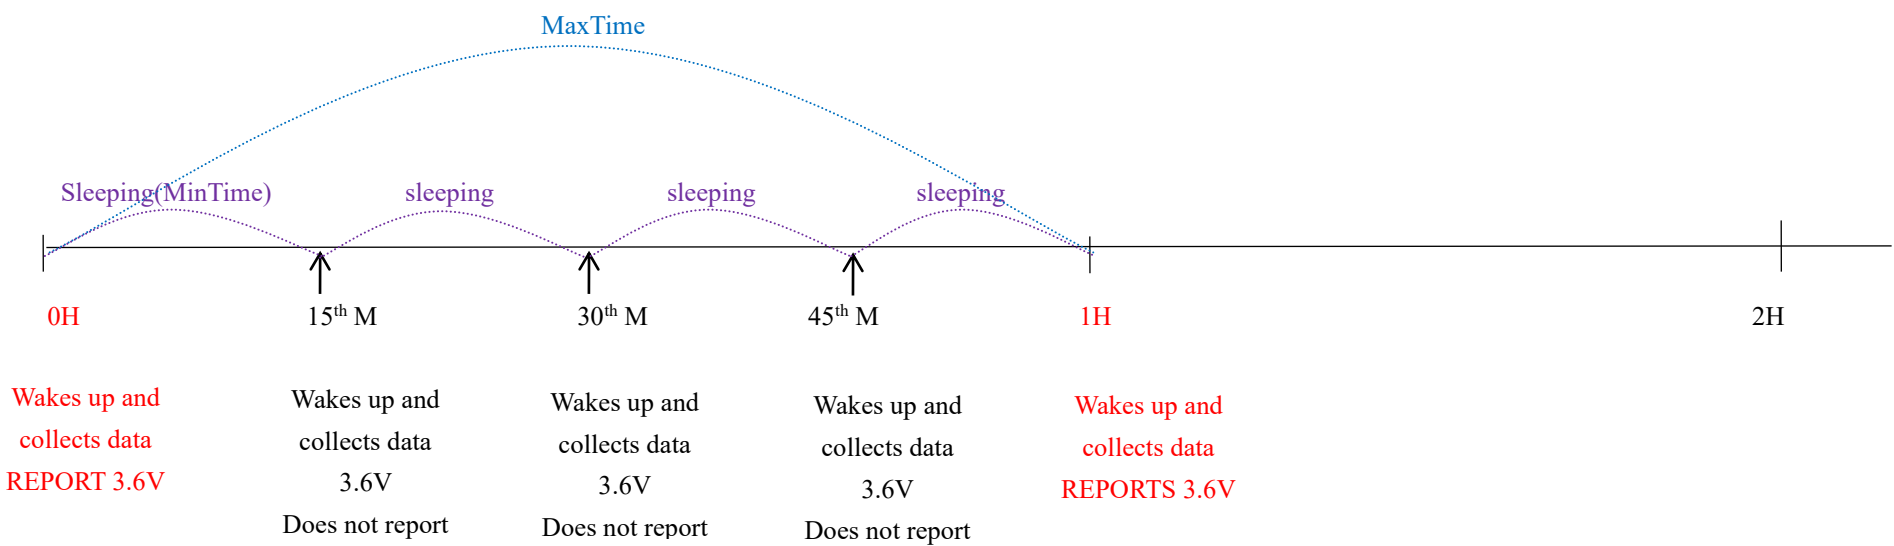 MaxTime
Sleeping(MinTime)
sleeping
sleeping
sleeping
0H
15th M
30th M
45th M
1H
2H
Wakes up and
collects data
REPORT 3.6V
Wakes up and
collects data
3.6V
Does not report
Wakes up and
collects data
3.6V
Does not report
Wakes up and
collects data
3.6V
Does not report
Wakes up and
collects data
REPORTS 3.6V